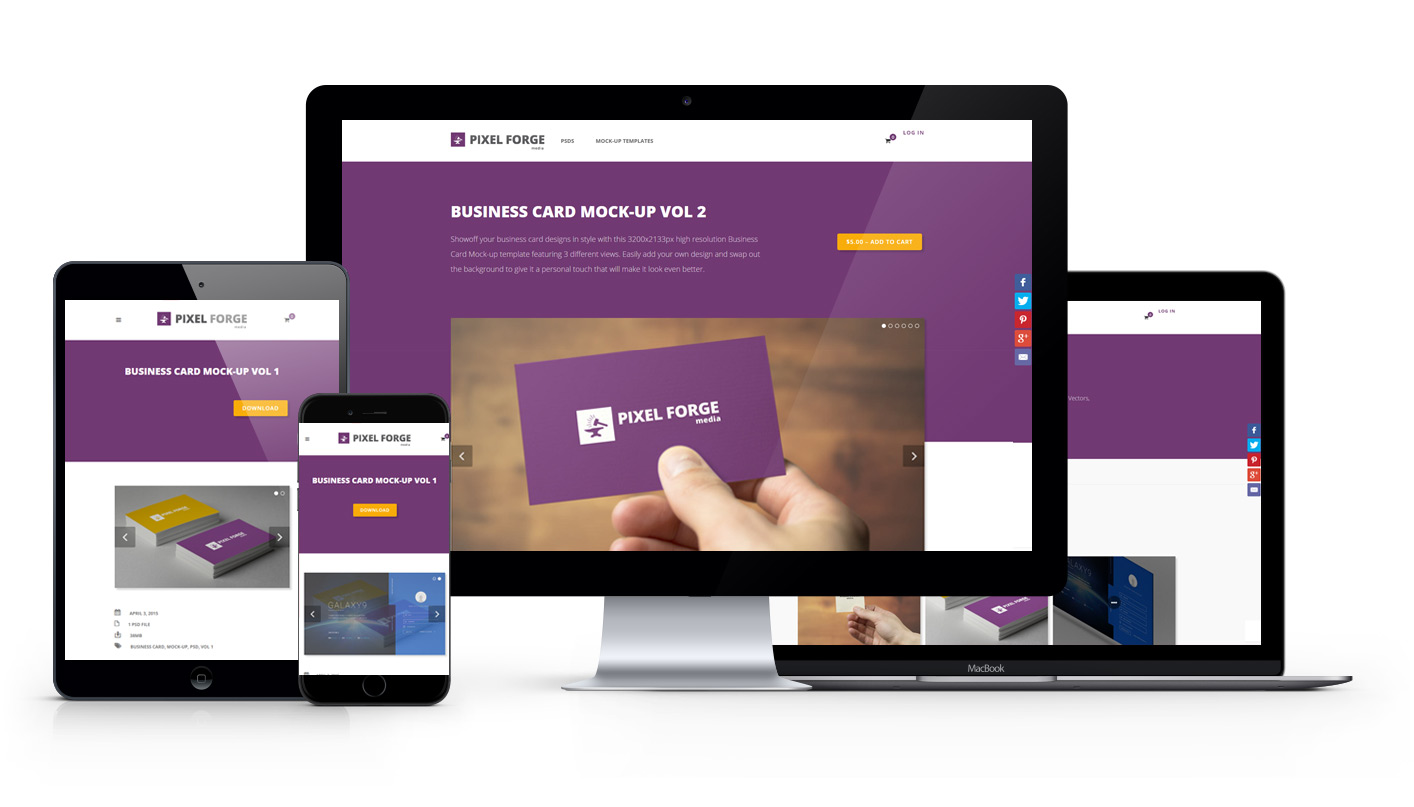 PIXEL FORGE
media
PSDS
MOCK-UP TEMPLATES
0
LOG IN
BUSINESS CARD MOCK-UP VOL 2
Showoff your business card designs in style with this 3200x2133px high resolution Business
Card Mock-up template featuring 3 different views. Easily add your own design and swap out
the background to give it a personal touch that will make it look even better.
$5.00 – ADD TO CART
f
g+
PIXEL FORGE
media
PIXEL FORGE
media
BUSINESS CARD MOCK-UP VOL 1
DOWNLOAD
PIXEL FORGE
APRIL 3, 2015
1 PSD FILE
BUSINESS CARD, MOCK-UP, PSD, VOL 1
PIXEL FORGE
media
BUSINESS CARD MOCK-UP VOL 1
DOWNLOAD
GALAXY9
LOG IN
Vectors,
f
g+
PIXEL FORGE
MacBook